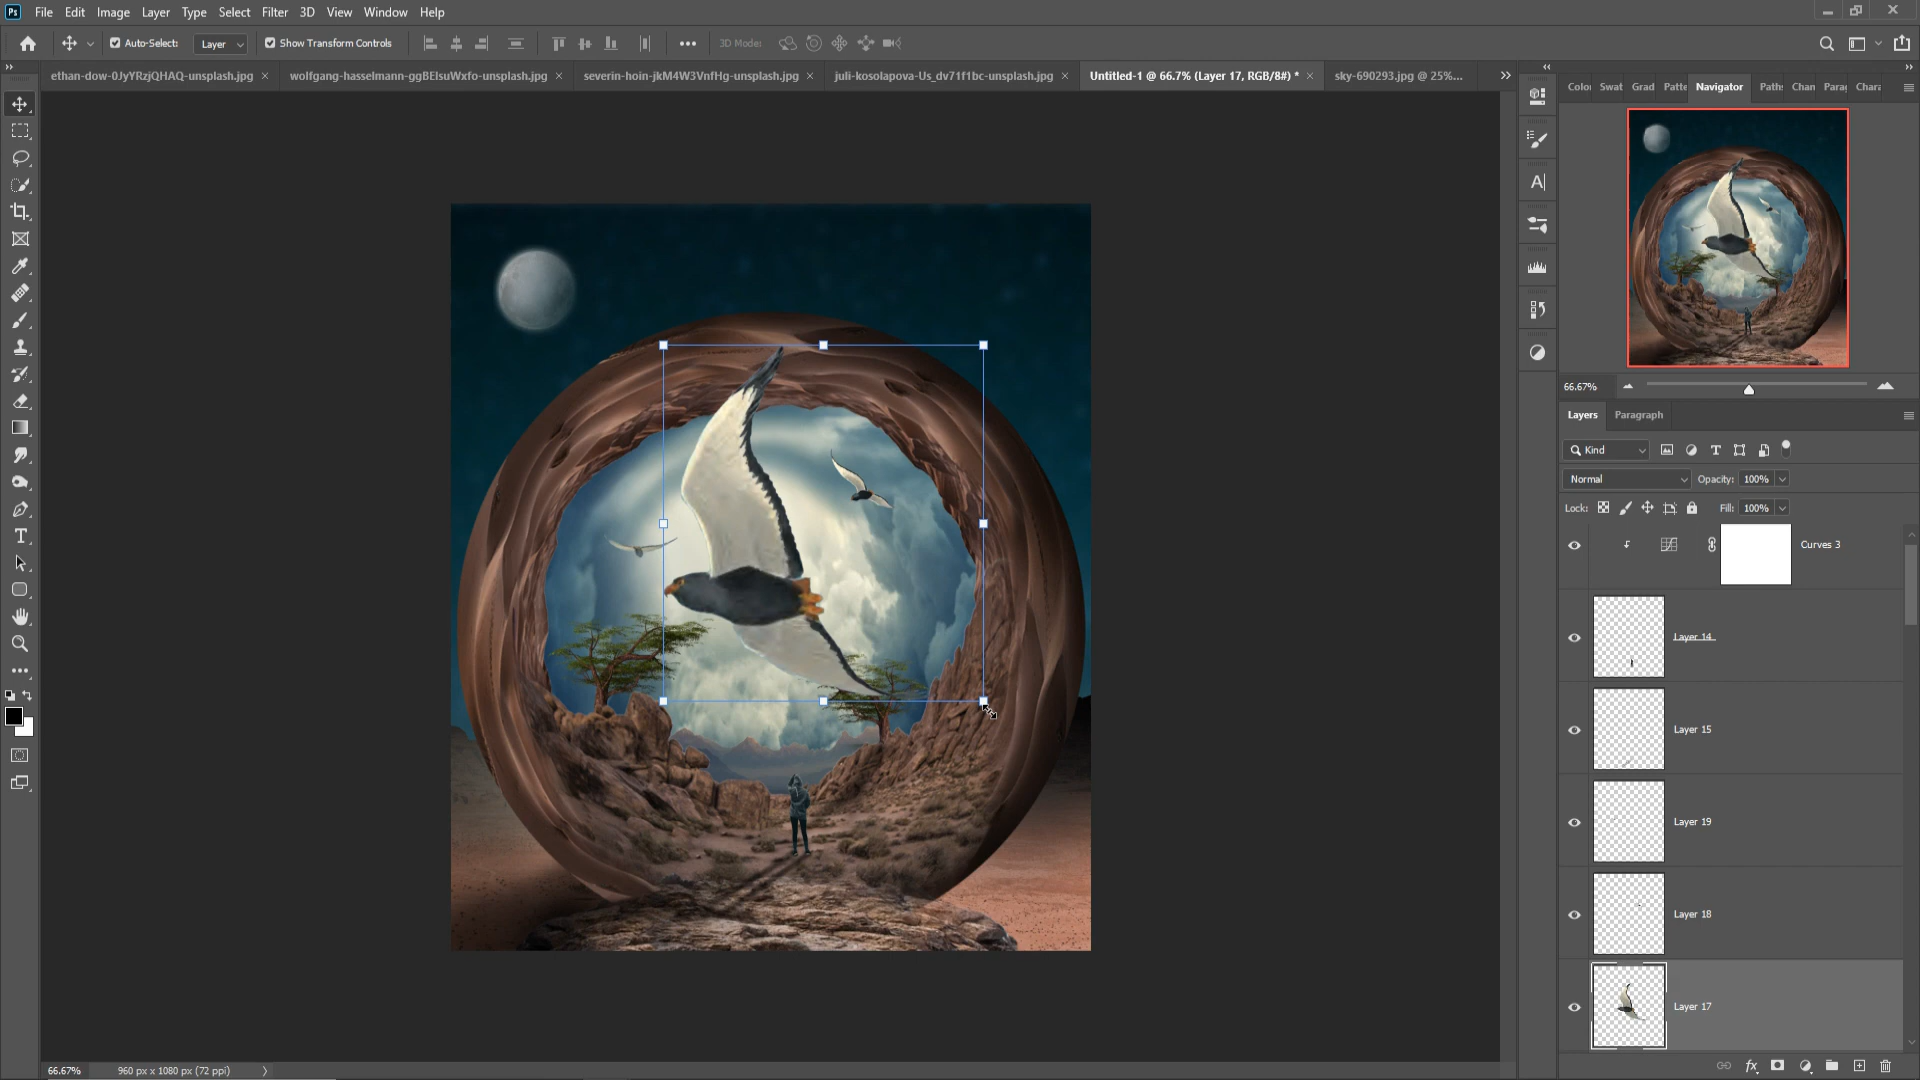 Ps File Edit Image Layer Type Select Filter 3D View Window Help
Auto-Select: Layer Show Transform Controls 3D Mode:
ethan-dow-0JyYRzjQHAQ-unsplash.jpg wolfgang-hasselmann-ggBEIsuWxfo-unsplash.jpg severin-hoin-jkM4W3VnfHg-unsplash.jpg juli-kosolapova-Us_dv71f1bc-unsplash.jpg Untitled-1 @ 66.7% (Layer 17, RGB/8#) * sky-690293.jpg @ 25%...
Colo Swat Grad Patte Navigator Paths Chan Parag Chara
66.67%
Layers Paragraph
Kind
Normal Opacity: 100%
Lock: Fill: 100%
Curves 3
Layer 14
Layer 15
Layer 19
Layer 18
Layer 17
66.67% 960 px x 1080 px (72 ppi)